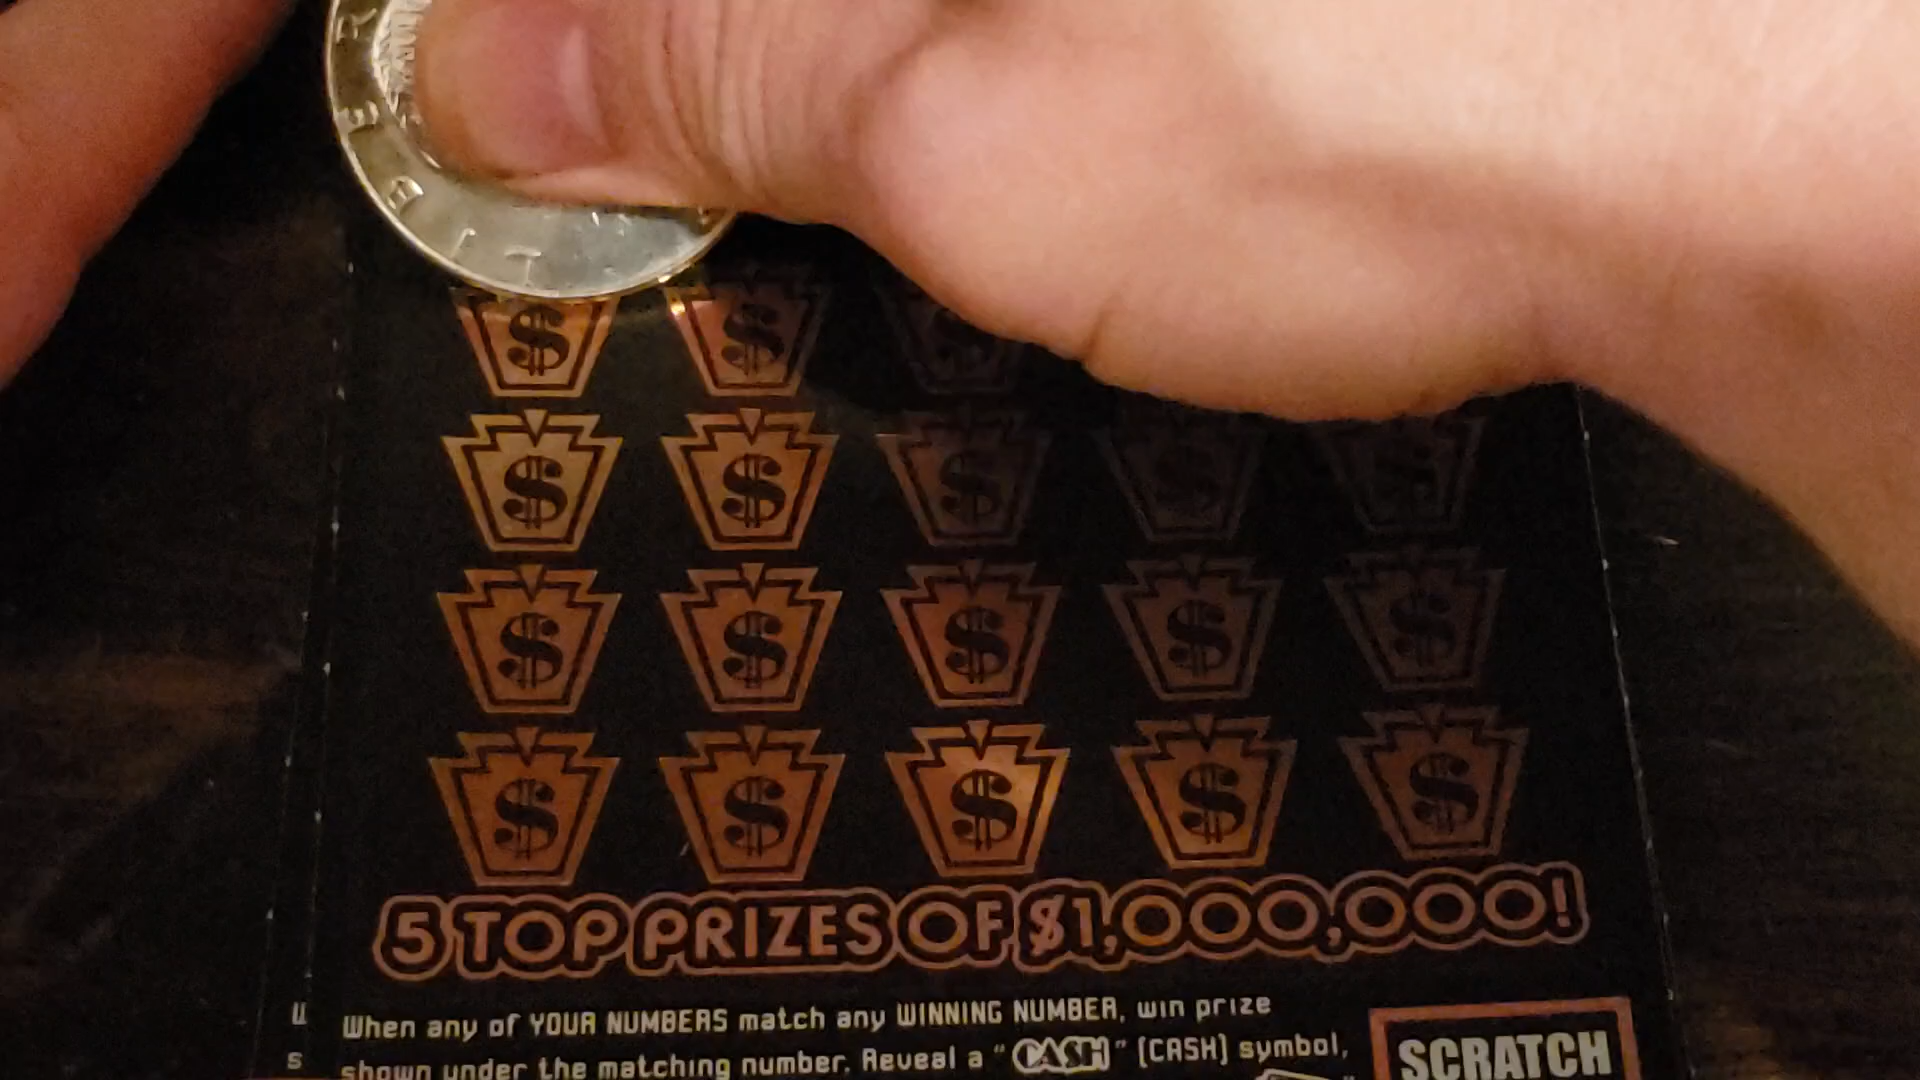 R
E
B
I
T
$ $ $
$ $ $ $ $
$ $ $ $ $
$ $ $ $ $
5 TOP PRIZES OF $1,000,000!
When any of YOUR NUMBERS match any WINNING NUMBER, win prize
shown under the matching number. Reveal a "CASH" (CASH) symbol,
SCRATCH